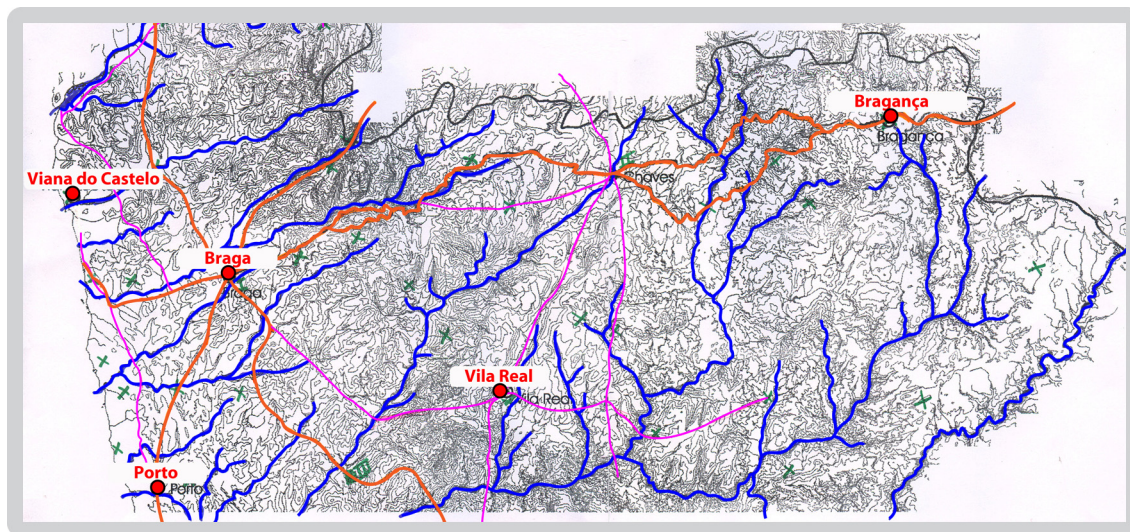 Bragança
Bragança
Viana do Castelo
Chaves
Braga
Braga
Vila Real
Vila Real
Porto
Porto